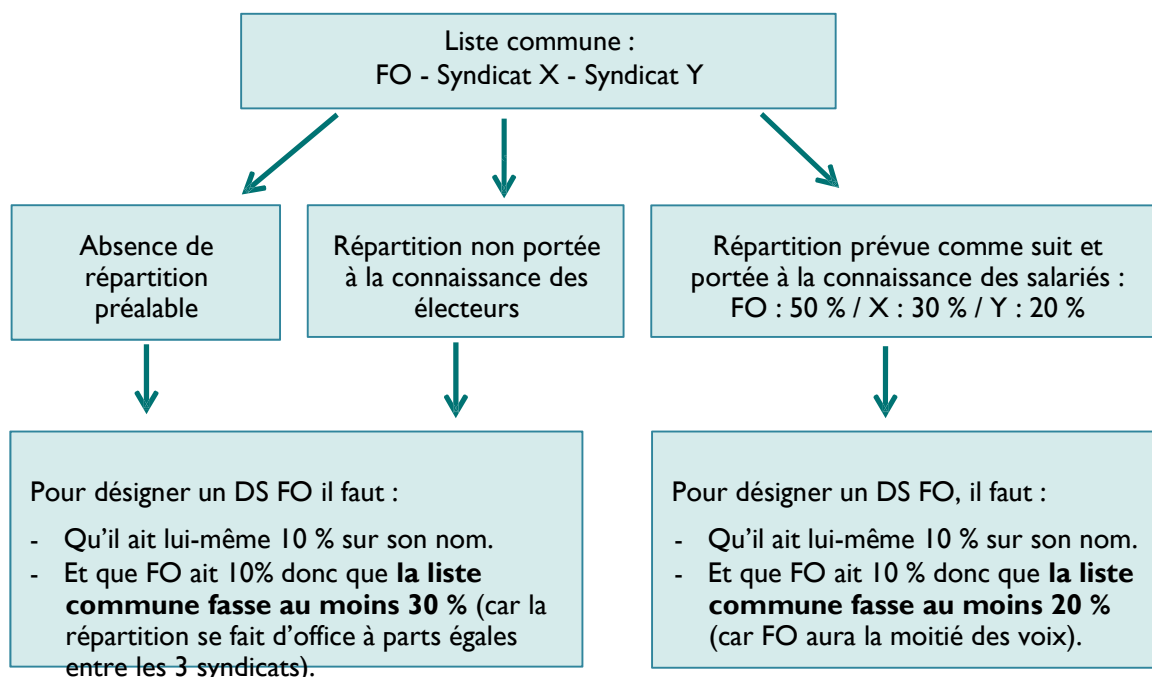 Liste commune :
FO - Syndicat X - Syndicat Y
Absence de
répartition
préalable
Répartition non portée
à la connaissance des
électeurs
Répartition prévue comme suit et
portée à la connaissance des salariés :
FO : 50 % / X : 30 % / Y : 20 %
Pour désigner un DS FO il faut :
- Qu’il ait lui-même 10 % sur son nom.
- Et que FO ait 10% donc que la liste
commune fasse au moins 30 % (car la
répartition se fait d’office à parts égales
entre les 3 syndicats).
Pour désigner un DS FO, il faut :
- Qu’il ait lui-même 10 % sur son nom.
- Et que FO ait 10 % donc que la liste
commune fasse au moins 20 %
(car FO aura la moitié des voix).